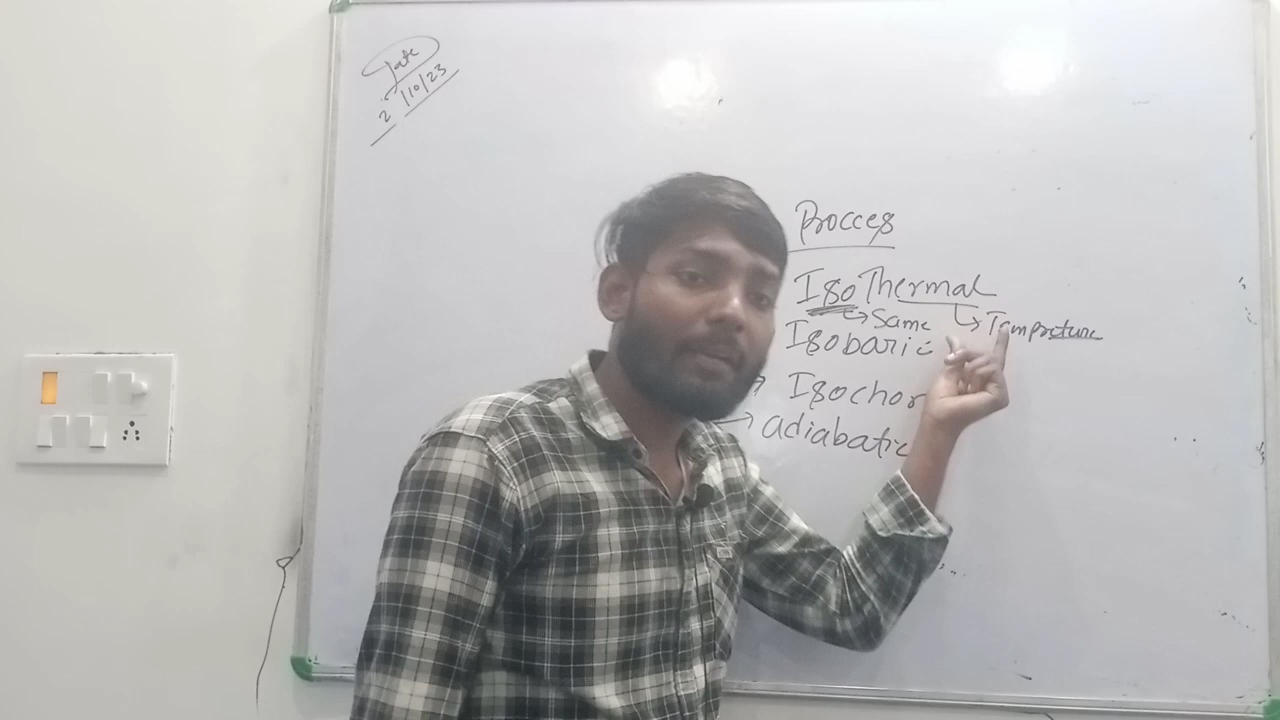 Date
2/10/23
Procces
IsoThermal
Same Temprature
Isobaric
Isochor
adiabatic